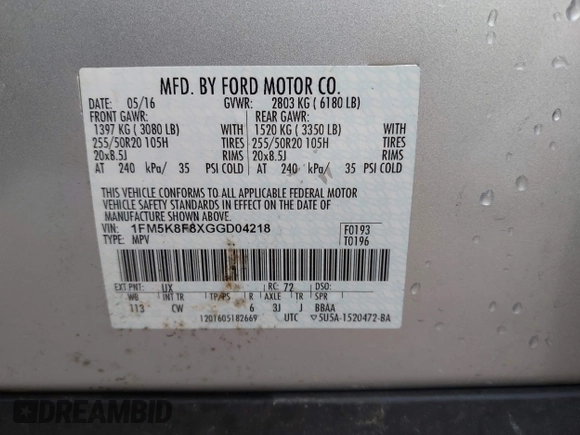 MFD. BY FORD MOTOR CO.
DATE: 05/16 GVWR: 2803 KG ( 6180 LB)
FRONT GAWR: REAR GAWR:
1397 KG ( 3080 LB) WITH 1520 KG ( 3350 LB) WITH
255/50R20 105H TIRES 255/50R20 105H TIRES
20x8.5J RIMS 20x8.5J RIMS
AT 240 kPa/ 35 PSI COLD AT 240 kPa/ 35 PSI COLD
THIS VEHICLE CONFORMS TO ALL APPLICABLE FEDERAL MOTOR
VEHICLE SAFETY STANDARDS IN EFFECT ON THE DATE OF
MANUFACTURE SHOWN ABOVE.
VIN: 1FM5K8F8XGGD04218 F0193
TYPE: MPV T0196
EXT PNT: UX RC: 72 DSO:
WB INT TR TP/PS R AXLE TR SPR
113 CW 6 3J J BBAA
1201605182669 UTC ▽5U5A-1520472-BA
DREAMBID